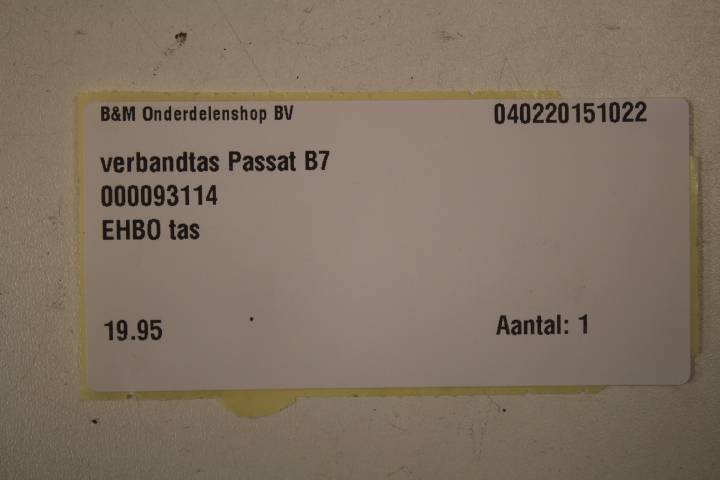 B&M Onderdelenshop BV 040220151022
verbandtas Passat B7
000093114
EHBO tas
19.95 Aantal: 1